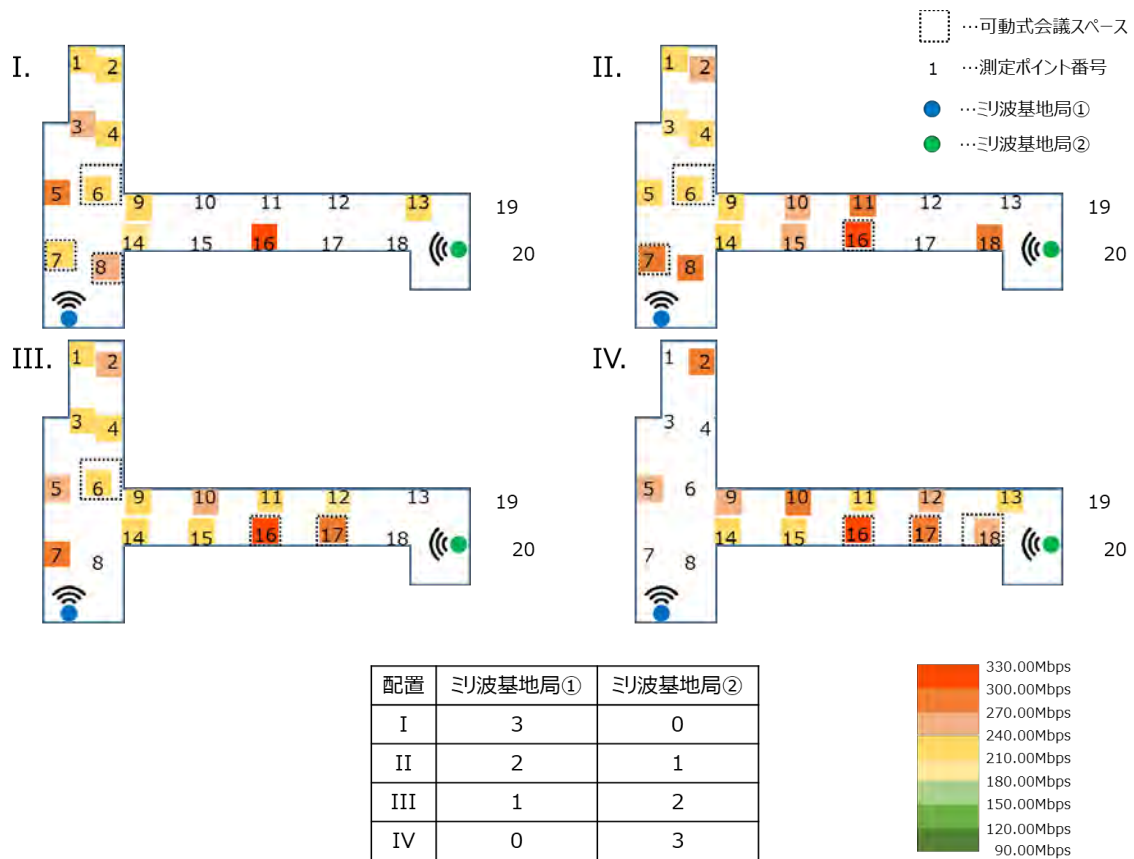 …可動式会議スペース
1 …測定ポイント番号
…ミリ波基地局①
…ミリ波基地局②
I.
1 2
3 4
5 6
7 8
9 10 11 12 13
14 15 16 17 18
19
20
II.
1 2
3 4
5 6
7 8
9 10 11 12 13
14 15 16 17 18
19
20
III.
1 2
3 4
5 6
7 8
9 10 11 12 13
14 15 16 17 18
19
20
IV.
1 2
3 4
5 6
7 8
9 10 11 12 13
14 15 16 17 18
19
20
配置 ミリ波基地局① ミリ波基地局②
I 3 0
II 2 1
III 1 2
IV 0 3
330.00Mbps
300.00Mbps
270.00Mbps
240.00Mbps
210.00Mbps
180.00Mbps
150.00Mbps
120.00Mbps
90.00Mbps